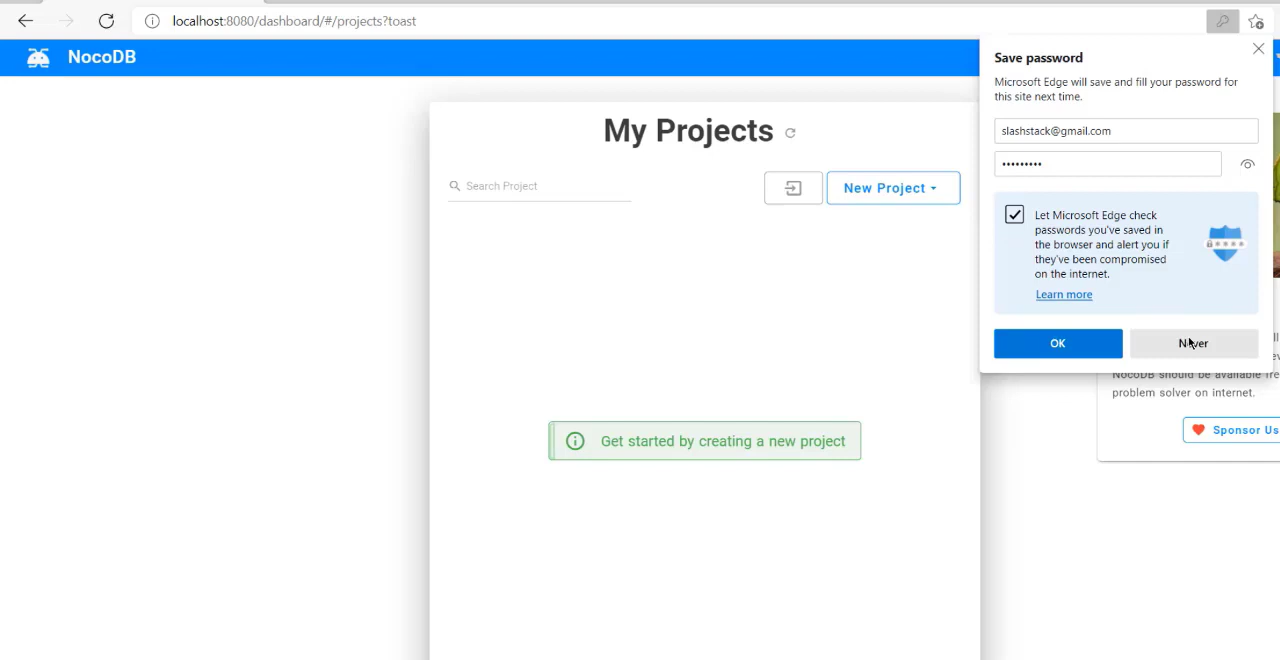 localhost:8080/dashboard/#/projects?toast
NocoDB
Save password
Microsoft Edge will save and fill your password for
this site next time.
slashstack@gmail.com
•••••••••
Let Microsoft Edge check
passwords you've saved in
the browser and alert you if
they've been compromised
on the internet.
Learn more
OK
Never
My Projects
Search Project
New Project
Get started by creating a new project
NocoDB should be available
problem solver on internet.
Sponsor Us